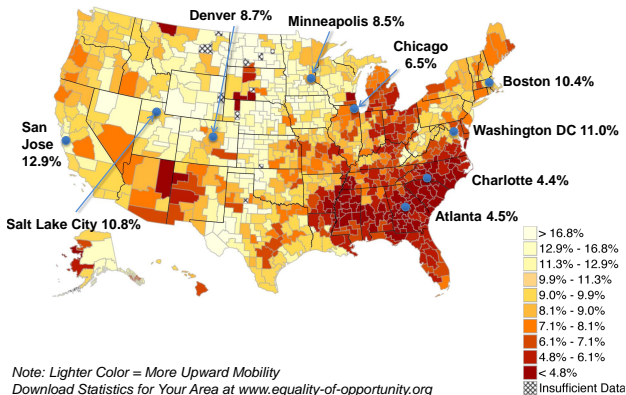 Denver 8.7%
Minneapolis 8.5%
Chicago
6.5%
Boston 10.4%
San
Jose
12.9%
Washington DC 11.0%
Charlotte 4.4%
Salt Lake City 10.8%
Atlanta 4.5%
> 16.8%
12.9% - 16.8%
11.3% - 12.9%
9.9% - 11.3%
9.0% - 9.9%
8.1% - 9.0%
7.1% - 8.1%
6.1% - 7.1%
4.8% - 6.1%
< 4.8%
Insufficient Data
Note: Lighter Color = More Upward Mobility
Download Statistics for Your Area at www.equality-of-opportunity.org